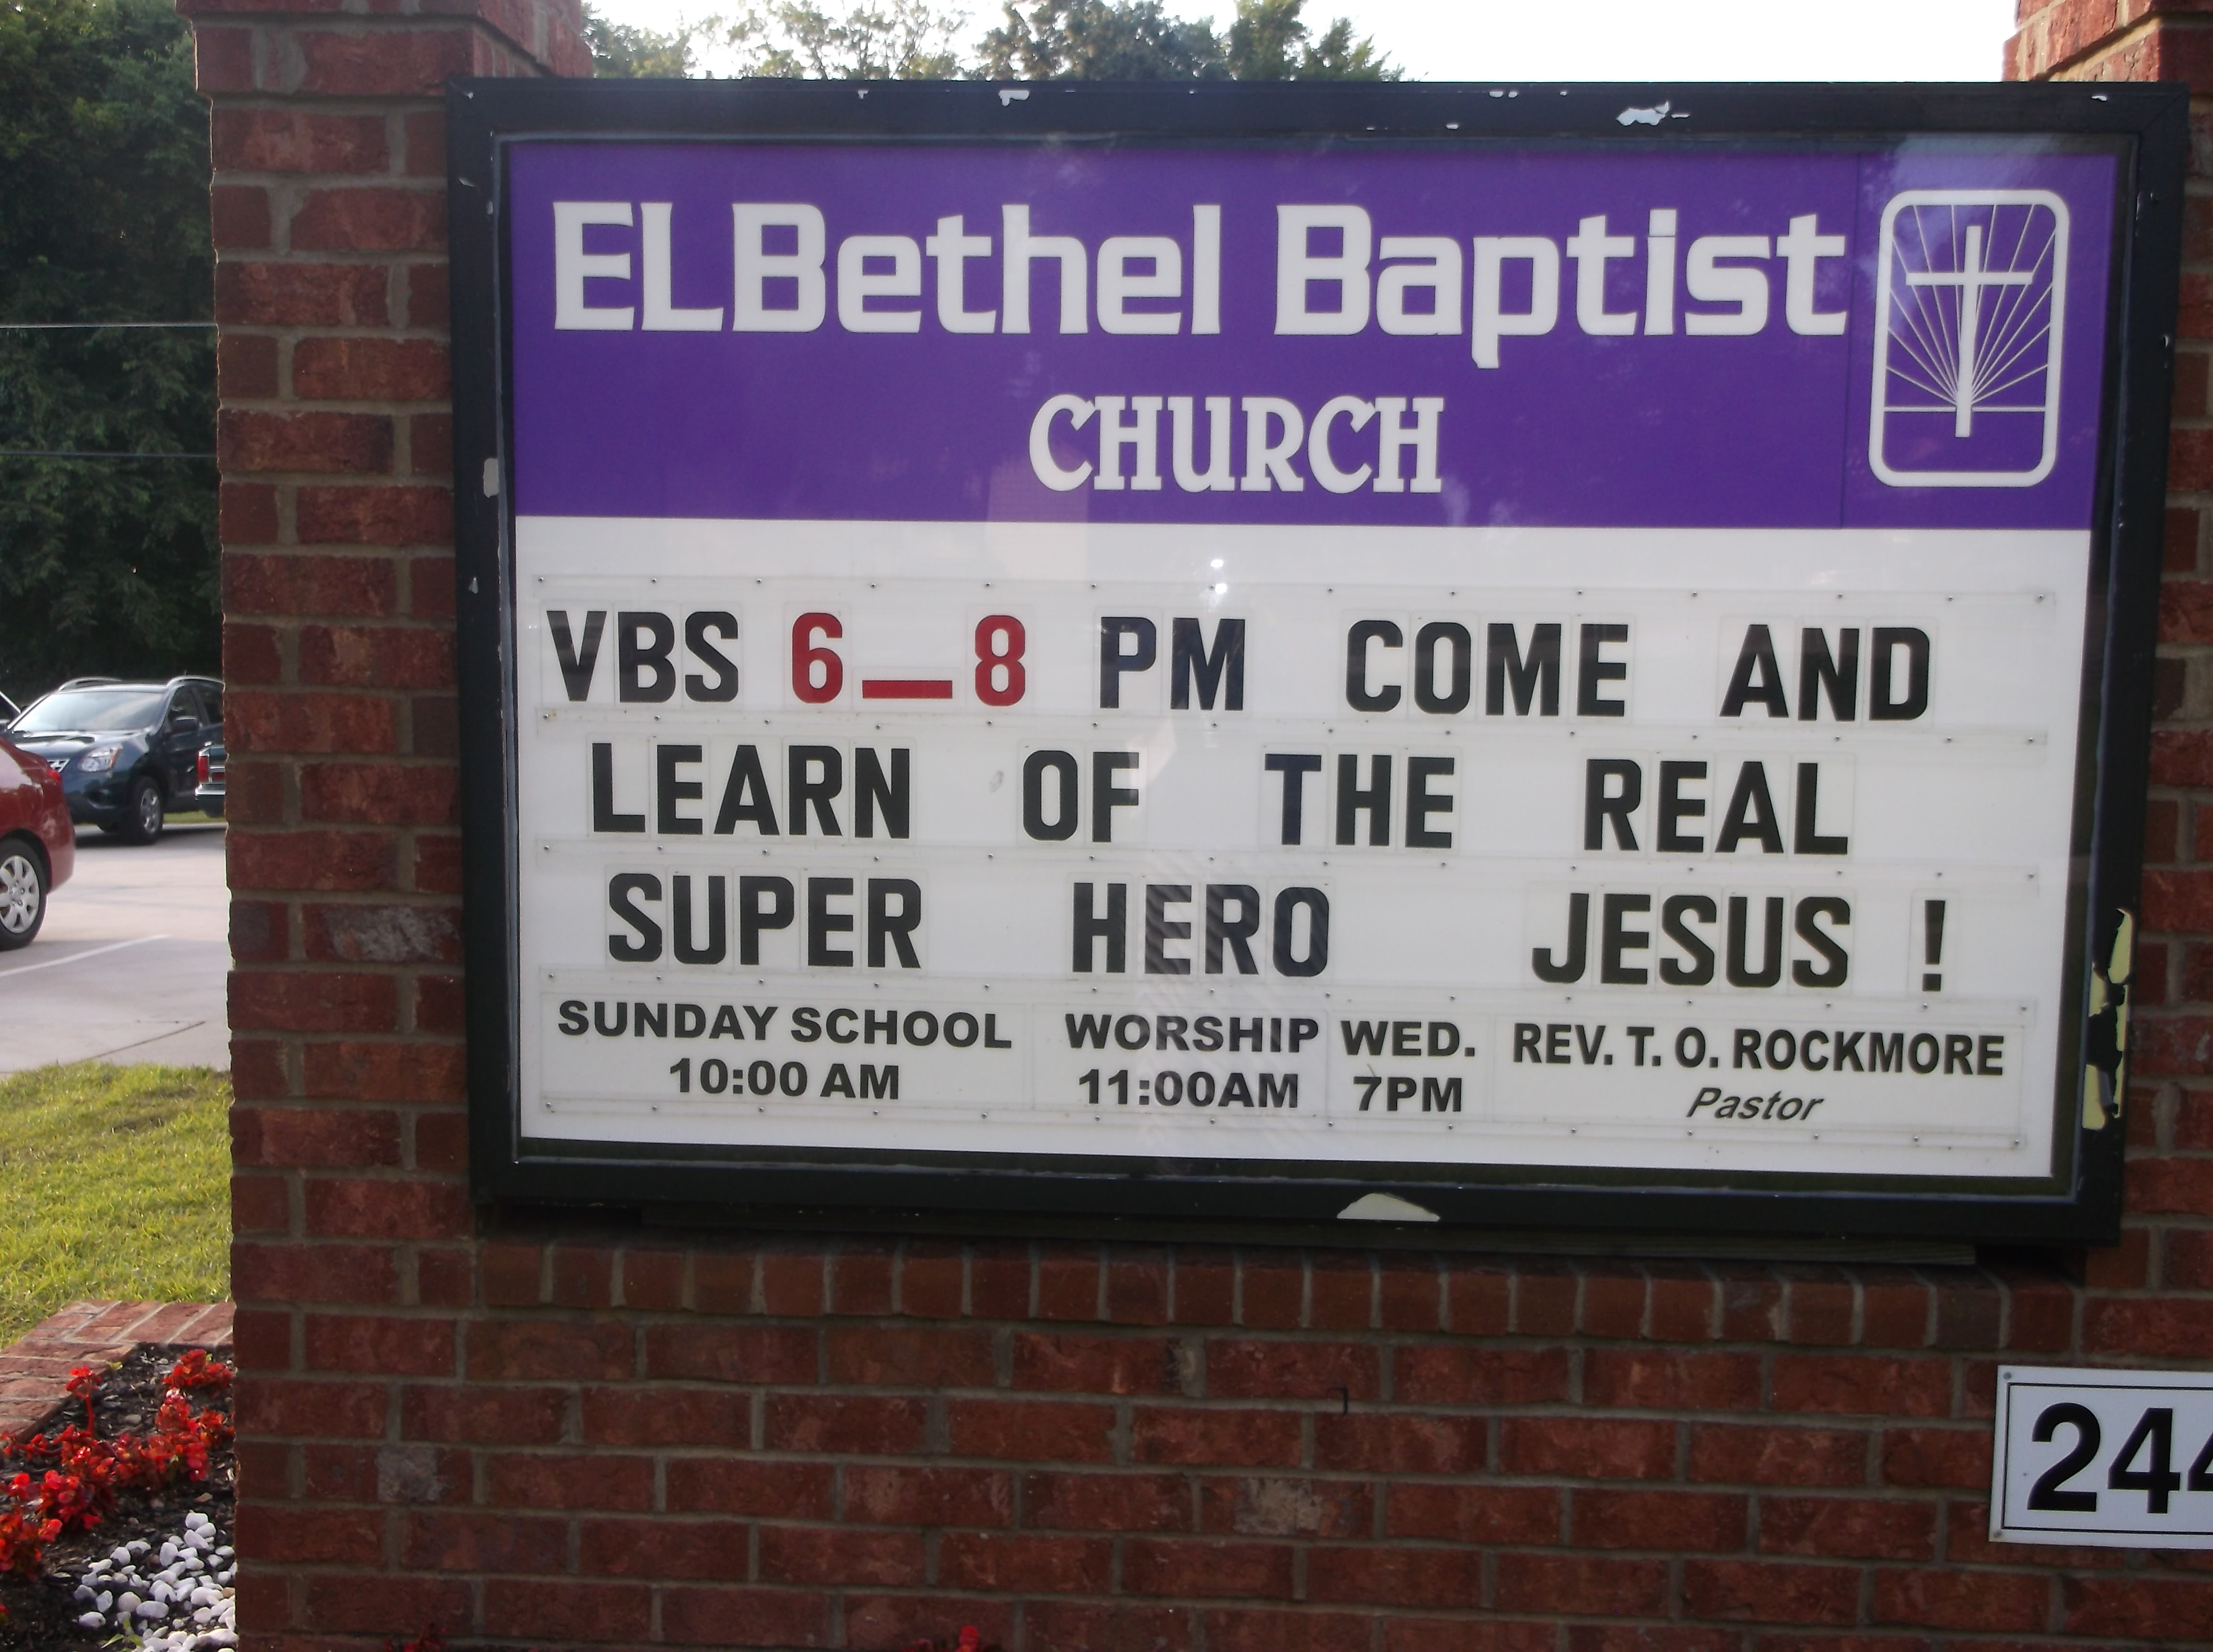 ELBethel Baptist
CHURCH
VBS 6_8 PM COME AND
LEARN OF THE REAL
SUPER HERO JESUS !
SUNDAY SCHOOL WORSHIP WED. REV. T. O. ROCKMORE
10:00 AM 11:00AM 7PM Pastor